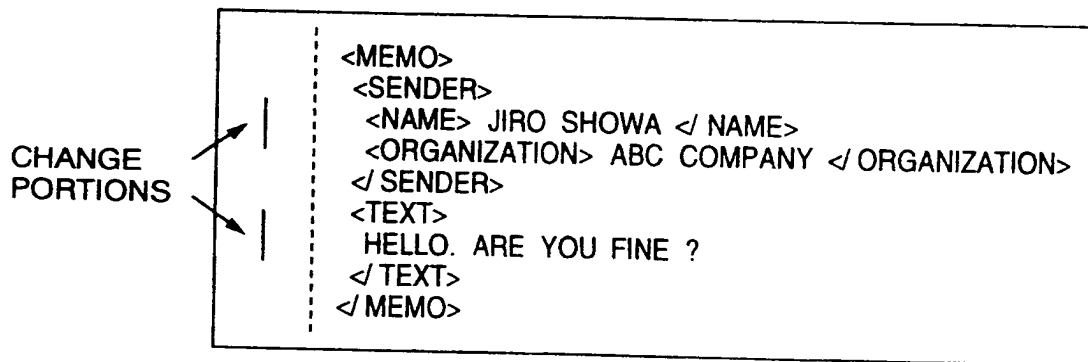 <MEMO>
<SENDER>
<NAME> JIRO SHOWA </ NAME>
<ORGANIZATION> ABC COMPANY </ ORGANIZATION>
</ SENDER>
<TEXT>
HELLO. ARE YOU FINE ?
</ TEXT>
</ MEMO>
CHANGE
PORTIONS